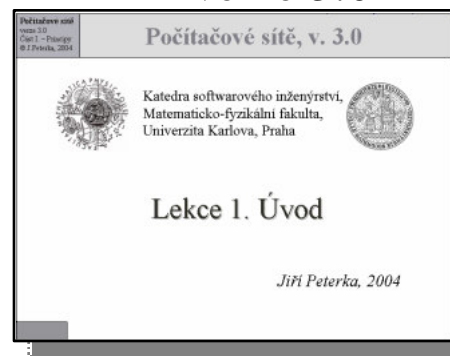 Počítačové sítě
verze 3.0
Část I. – Principy
© J.Peterka, 2004
Počítačové sítě, v. 3.0
Katedra softwarového inženýrství,
Matematicko-fyzikální fakulta,
Univerzita Karlova, Praha
Lekce 1. Úvod
Jiří Peterka, 2004